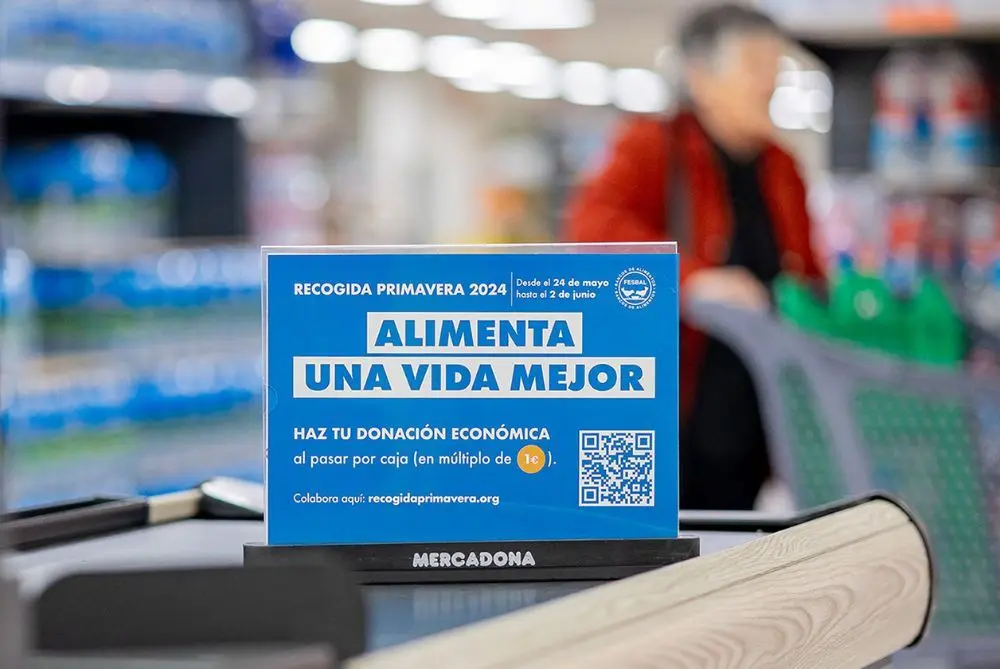 RECOGIDA PRIMAVERA 2024
Desde el 24 de mayo
hasta el 2 de junio
FESBAL
ALIMENTA
UNA VIDA MEJOR
HAZ TU DONACIÓN ECONÓMICA
al pasar por caja (en múltiplo de 1€).
Colabora aquí: recogidaprimavera.org
MERCADONA